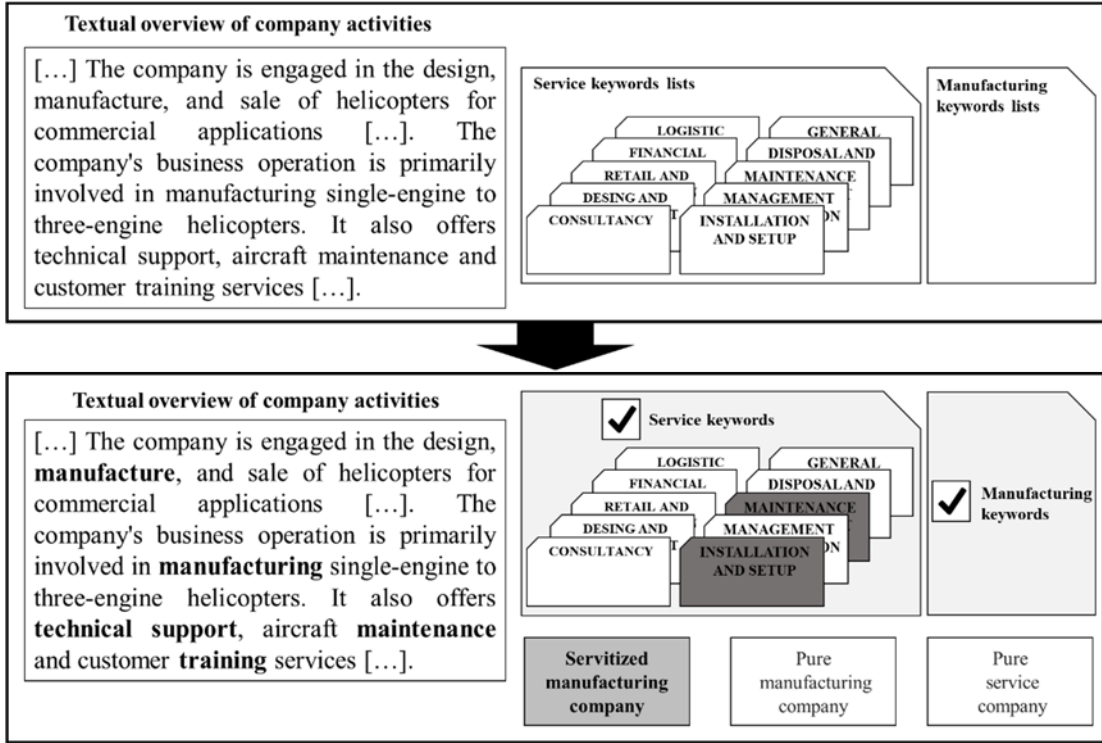 Textual overview of company activities
[…] The company is engaged in the design,
manufacture, and sale of helicopters for
commercial applications […]. The
company's business operation is primarily
involved in manufacturing single-engine to
three-engine helicopters. It also offers
technical support, aircraft maintenance and
customer training services […].
Service keywords lists
LOGISTIC
FINANCIAL
RETAIL AND
DESING AND
CONSULTANCY
GENERAL
DISPOSAL AND
MAINTENANCE
MANAGEMENT
INSTALLATION
AND SETUP
Manufacturing
keywords lists
Textual overview of company activities
[…] The company is engaged in the design,
manufacture, and sale of helicopters for
commercial applications […]. The
company's business operation is primarily
involved in manufacturing single-engine to
three-engine helicopters. It also offers
technical support, aircraft maintenance
and customer training services […].
Service keywords
LOGISTIC
FINANCIAL
RETAIL AND
DESING AND
CONSULTANCY
GENERAL
DISPOSAL AND
MAINTENANCE
MANAGEMENT
INSTALLATION
AND SETUP
Manufacturing
keywords
Servitized
manufacturing
company
Pure
manufacturing
company
Pure
service
company